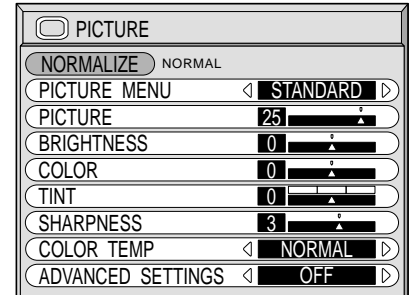 PICTURE
NORMALIZE NORMAL
PICTURE MENU STANDARD
PICTURE 25
BRIGHTNESS 0
COLOR 0
TINT 0
SHARPNESS 3
COLOR TEMP NORMAL
ADVANCED SETTINGS OFF